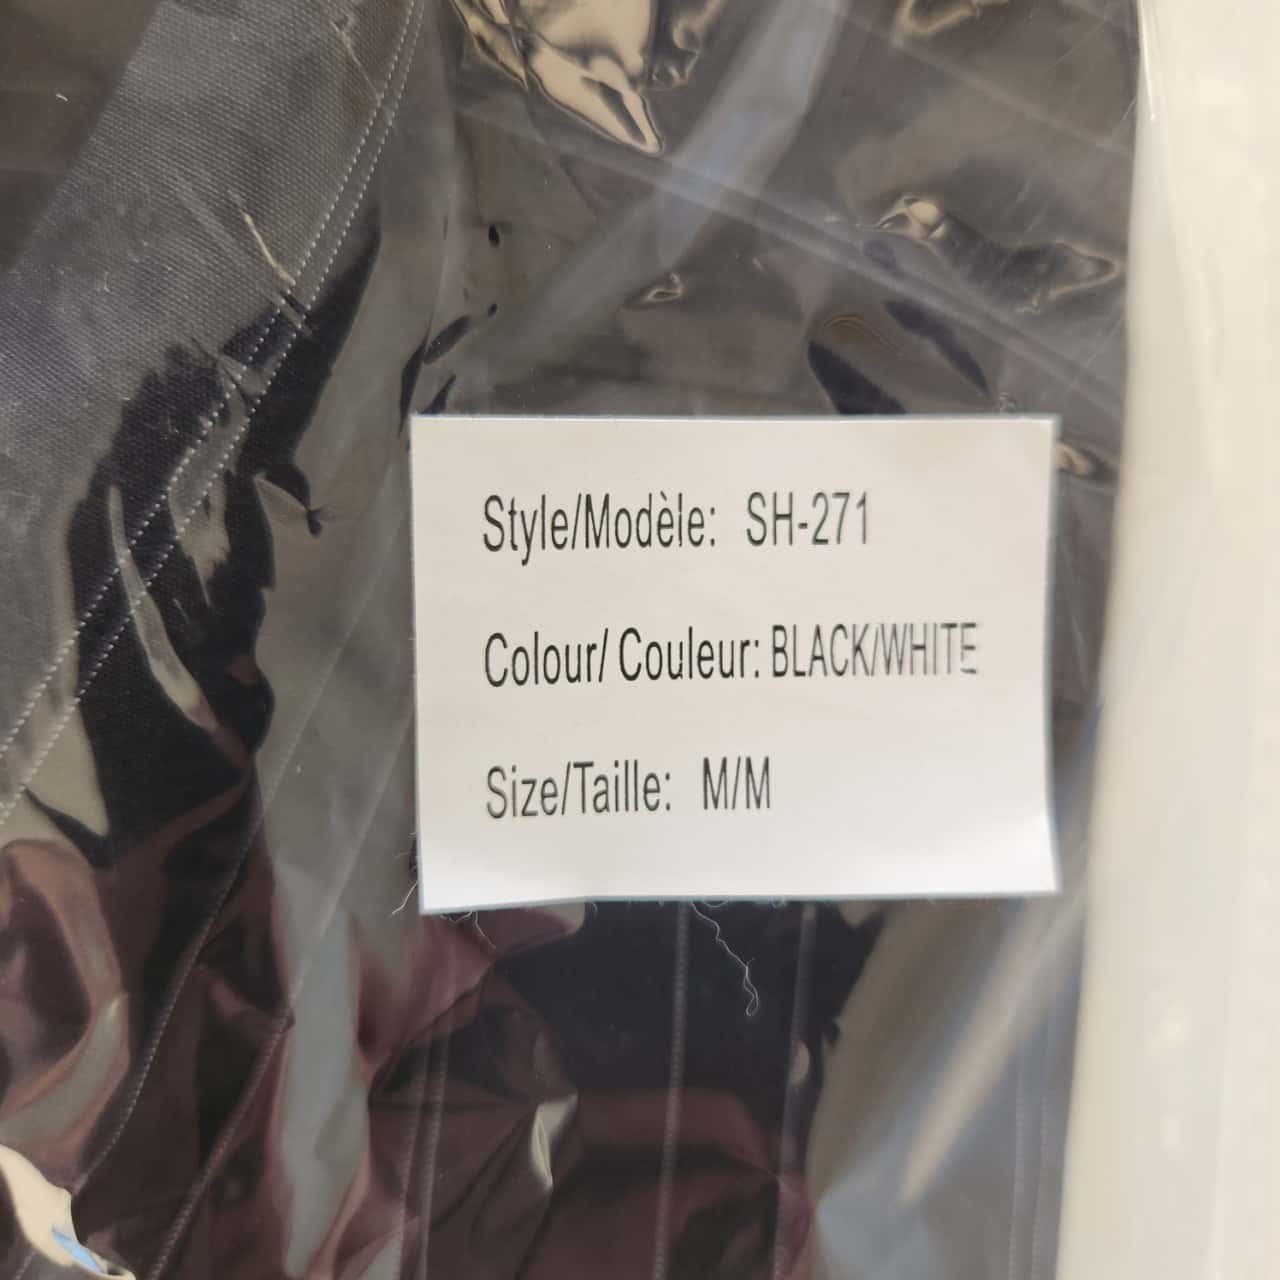 Style/Modèle: SH-271
Colour/ Couleur: BLACK/WHITE
Size/Taille: M/M